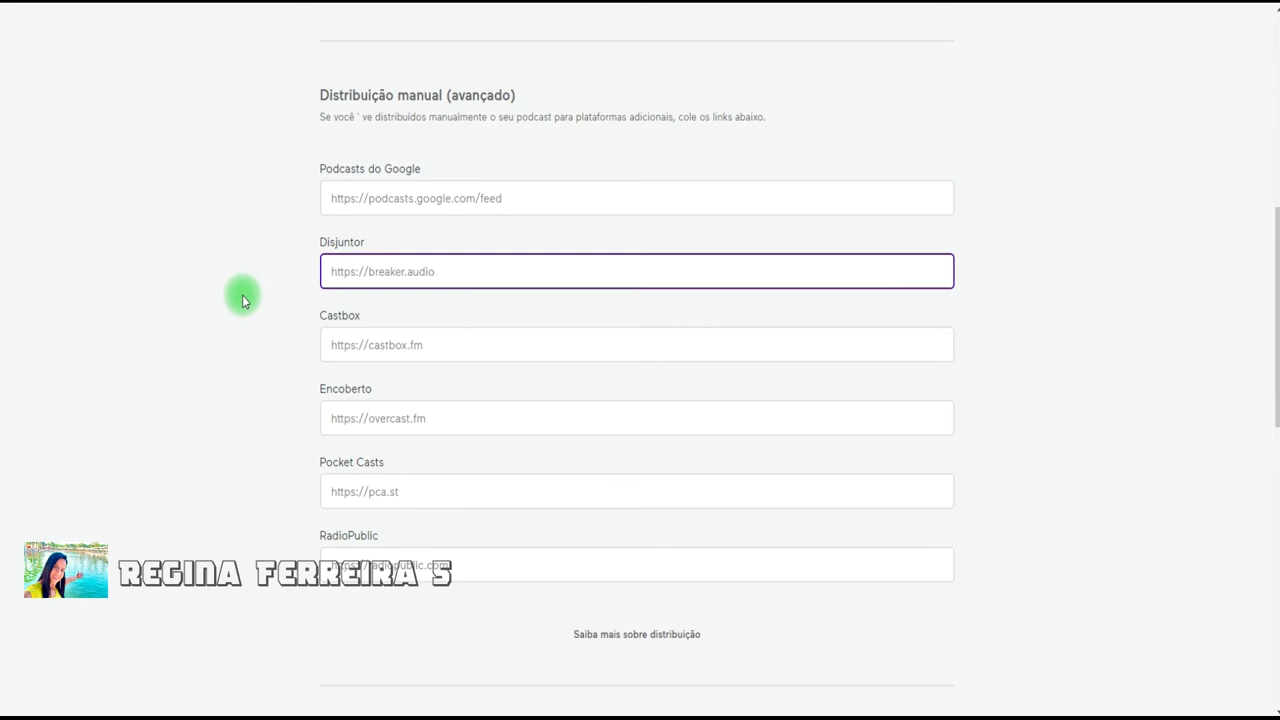 Distribuição manual (avançado)
Se você ' ve distribuídos manualmente o seu podcast para plataformas adicionais, cole os links abaixo.
Podcasts do Google
https://podcasts.google.com/feed
Disjuntor
https://breaker.audio
Castbox
https://castbox.fm
Encoberto
https://overcast.fm
Pocket Casts
https://pca.st
RadioPublic
https://radiopublic.com
REGINA FERREIRA S
Saiba mais sobre distribuição